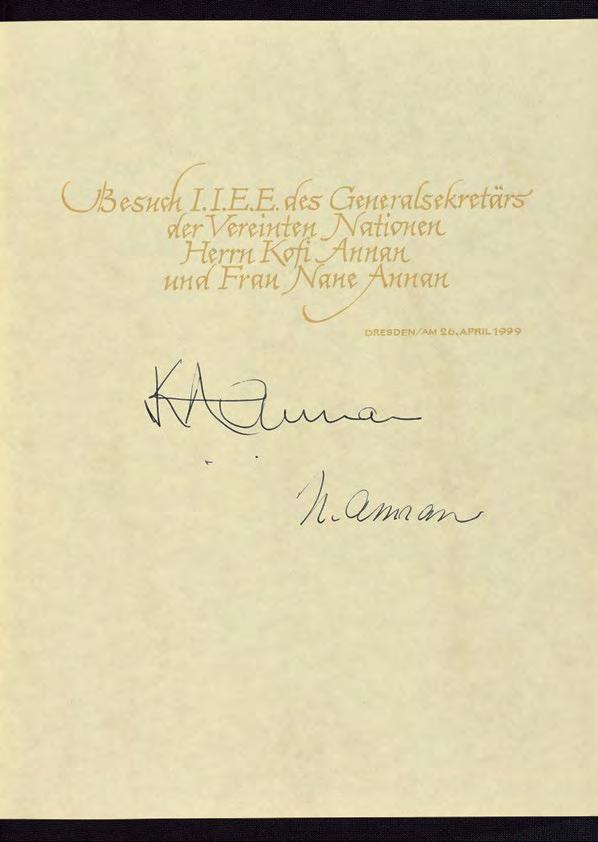 Besuch I.I.E.E. des Generalsekretärs
der Vereinten Nationen
Herrn Kofi Annan
und Frau Nane Annan
DRESDEN/AM 26. APRIL 1999
K A Annan
N. Annan